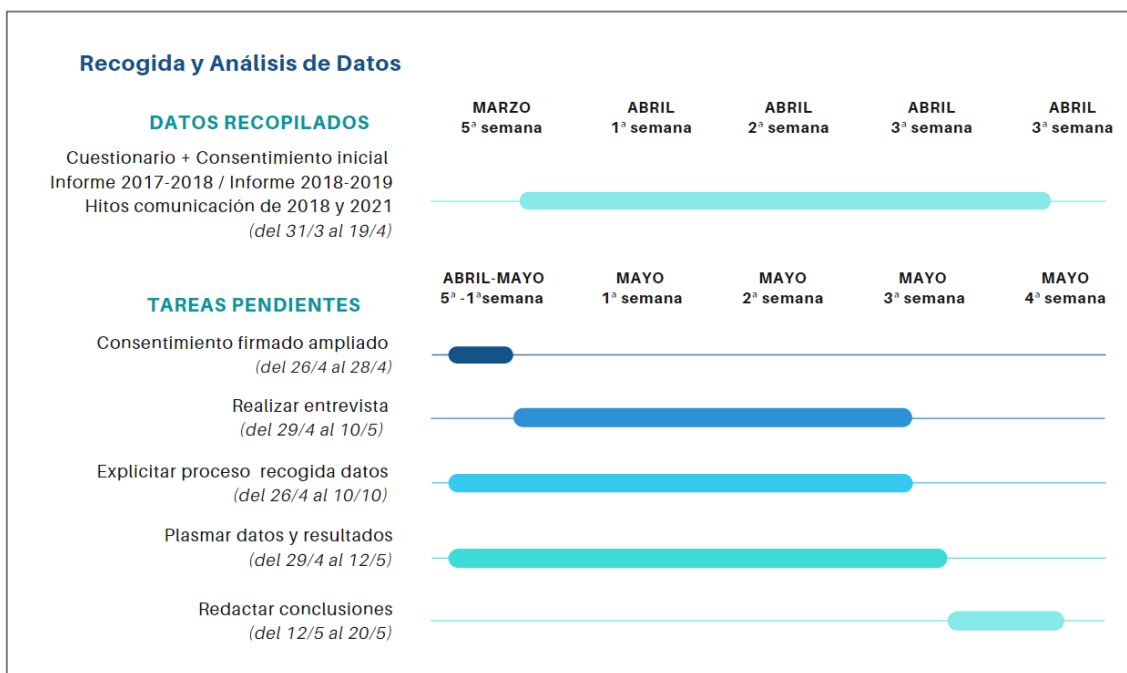 Recogida y Análisis de Datos
DATOS RECOPILADOS
MARZO
5ª semana
ABRIL
1ª semana
ABRIL
2ª semana
ABRIL
3ª semana
ABRIL
3ª semana
Cuestionario + Consentimiento inicial
Informe 2017-2018 / Informe 2018-2019
Hitos comunicación de 2018 y 2021
(del 31/3 al 19/4)
TAREAS PENDIENTES
ABRIL-MAYO
5ª -1ªsemana
MAYO
1ª semana
MAYO
2ª semana
MAYO
3ª semana
MAYO
4ª semana
Consentimiento firmado ampliado
(del 26/4 al 28/4)
Realizar entrevista
(del 29/4 al 10/5)
Explicitar proceso recogida datos
(del 26/4 al 10/10)
Plasmar datos y resultados
(del 29/4 al 12/5)
Redactar conclusiones
(del 12/5 al 20/5)